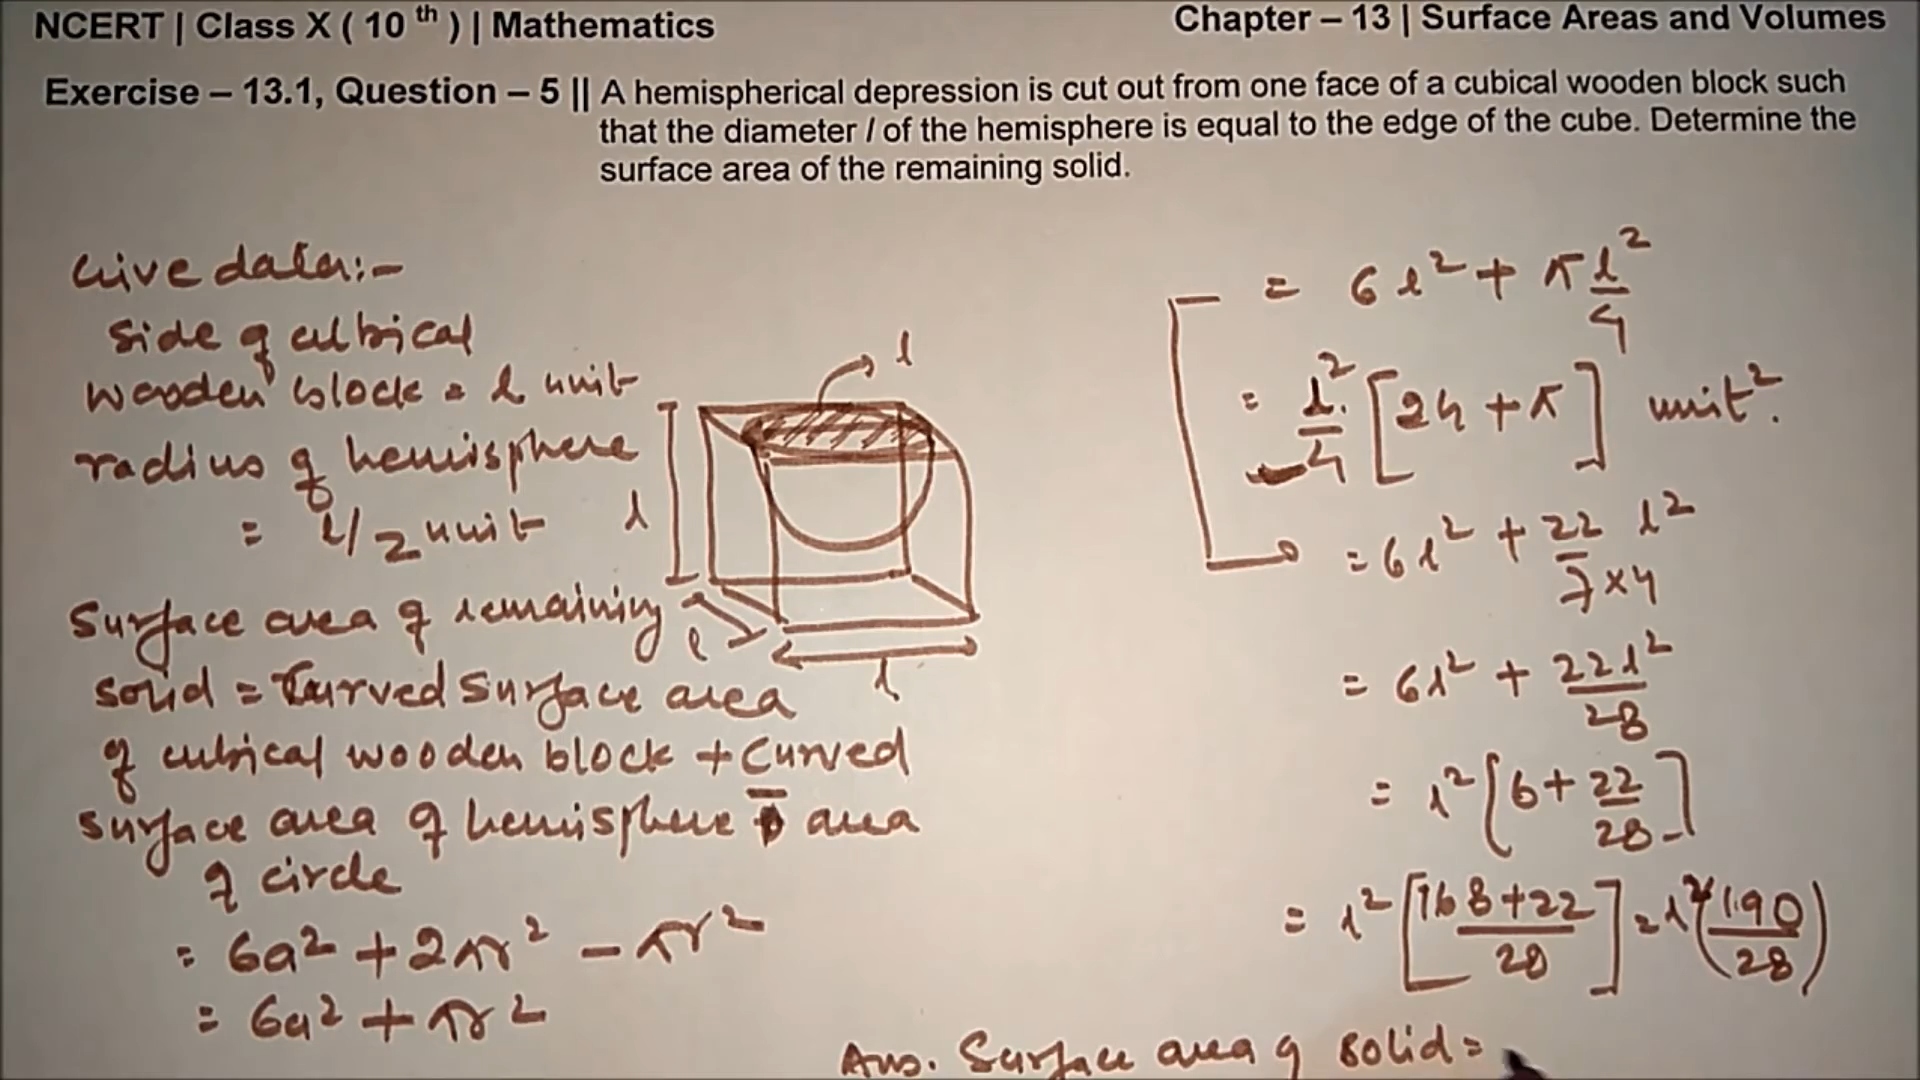 NCERT | Class X ( 10 th ) | Mathematics
Chapter – 13 | Surface Areas and Volumes
Exercise – 13.1, Question – 5 || A hemispherical depression is cut out from one face of a cubical wooden block such
that the diameter l of the hemisphere is equal to the edge of the cube. Determine the
surface area of the remaining solid.
Give data:-
Side of cubical
wooden block = l unit
radius of hemisphere
= l/2 unit
Surface area of remaining
solid = Curved surface area
of cubical wooden block + Curved
surface area of hemisphere - area
of circle
= 6a² + 2πr² - πr²
= 6a² + πr²
l
l
l
l
= 6l² + πl²/4
= l²/4 [24 + π] unit².
= 6l² + 22/7×4 l²
= 6l² + 22l²/28
= l² [6 + 22/28]
= l² [168+22/28] = l² (190/28)
Ans. Surface area of solid =